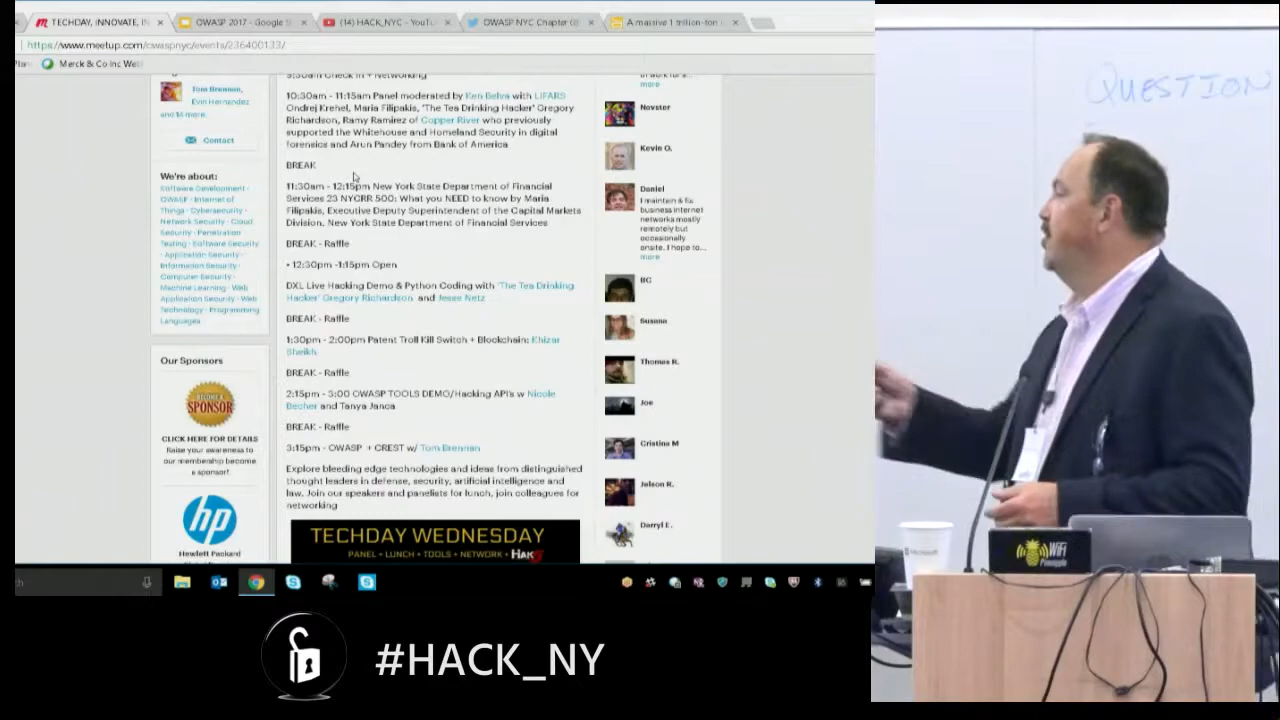 TECHDAY, INNOVATE, IN
OWASP 2017 - Google S
(14) HACK_NYC - YouTu
OWASP NYC Chapter (@
A massive 1 trillion-ton
https://www.meetup.com/owaspnyc/events/236400133/
Merck & Co Inc Web
Tom Brennan,
Evin Hernandez
Contact
We're about:
Software Development ·
OWASP · Internet of
Things · Cybersecurity ·
Network Security · Cloud
Security · Penetration
Testing · Software Security
· Application Security ·
Information Security ·
Computer Security ·
Machine Learning · Web
Application Security · Web
Technology · Programming
Languages
Our Sponsors
BECOME A
SPONSOR
CLICK HERE FOR DETAILS
Raise your awareness to
our membership become
a sponsor!
hp
Hewlett Packard
Check in + Networking
10:30am - 11:15am Panel moderated by Ken Belva with LIFARS
Ondrej Krehel, Maria Filipakis, 'The Tea Drinking Hacker' Gregory
Richardson, Ramy Ramirez of Copper River who previously
supported the Whitehouse and Homeland Security in digital
forensics and Arun Pandey from Bank of America
BREAK
11:30am - 12:15pm New York State Department of Financial
Services 23 NYCRR 500: What you NEED to know by Maria
Filipakis, Executive Deputy Superintendent of the Capital Markets
Division, New York State Department of Financial Services
BREAK - Raffle
• 12:30pm -1:15pm Open
DXL Live Hacking Demo & Python Coding with 'The Tea Drinking
Hacker' Gregory Richardson and Jesse Netz
BREAK - Raffle
1:30pm - 2:00pm Patent Troll Kill Switch + Blockchain: Khizar
Sheikh
BREAK - Raffle
2:15pm - 3:00 OWASP TOOLS DEMO/Hacking API's w Nicole
Becher and Tanya Janca
BREAK - Raffle
3:15pm - OWASP + CREST w/ Tom Brennan
Explore bleeding edge technologies and ideas from distinguished
thought leaders in defense, security, artificial intelligence and
law. Join our speakers and panelists for lunch, join colleagues for
networking
TECHDAY WEDNESDAY
PANEL • LUNCH • TOOLS • NETWORK • HAK
more
Navster
Kevin O.
Daniel
I maintain & fix
business internet
networks mostly
remotely but
occasionally
onsite. I hope to...
more
BC
Susana
Thomas R.
Joe
Cristina M
Jelson R.
Darryl E.
#HACK_NY
QUESTION
Microsoft
WiFi
Pineapple